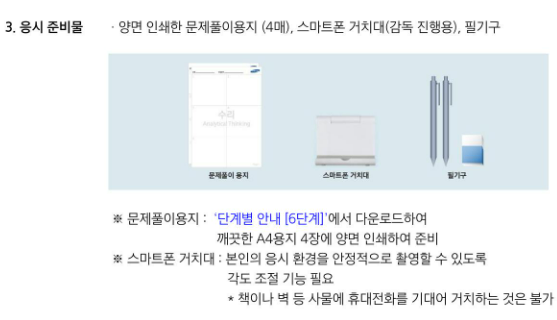 3. 응시 준비물 · 양면 인쇄한 문제풀이용지 (4매), 스마트폰 거치대(감독 진행용), 필기구
수리
Analytical Thinking
문제풀이 용지 스마트폰 거치대 필기구
※ 문제풀이용지 : '단계별 안내 [6단계]'에서 다운로드하여
깨끗한 A4용지 4장에 양면 인쇄하여 준비
※ 스마트폰 거치대 : 본인의 응시 환경을 안정적으로 촬영할 수 있도록
각도 조절 기능 필요
* 책이나 벽 등 사물에 휴대전화를 기대어 거치하는 것은 불가